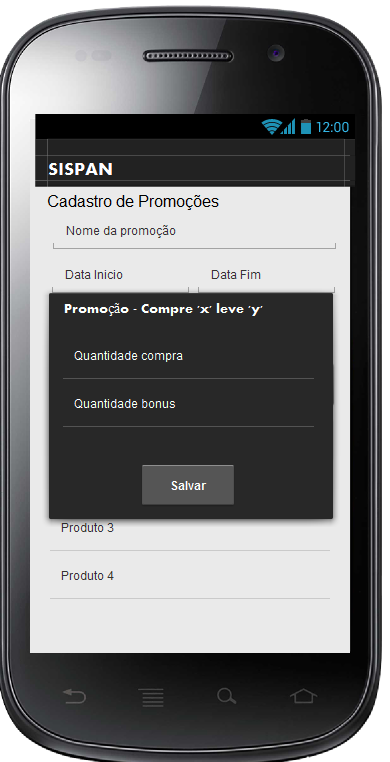 12:00
SISPAN
Cadastro de Promoções
Nome da promoção
Data Inicio Data Fim
Promoção - Compre 'x' leve 'y'
Quantidade compra
Quantidade bonus
Salvar
Produto 3
Produto 4